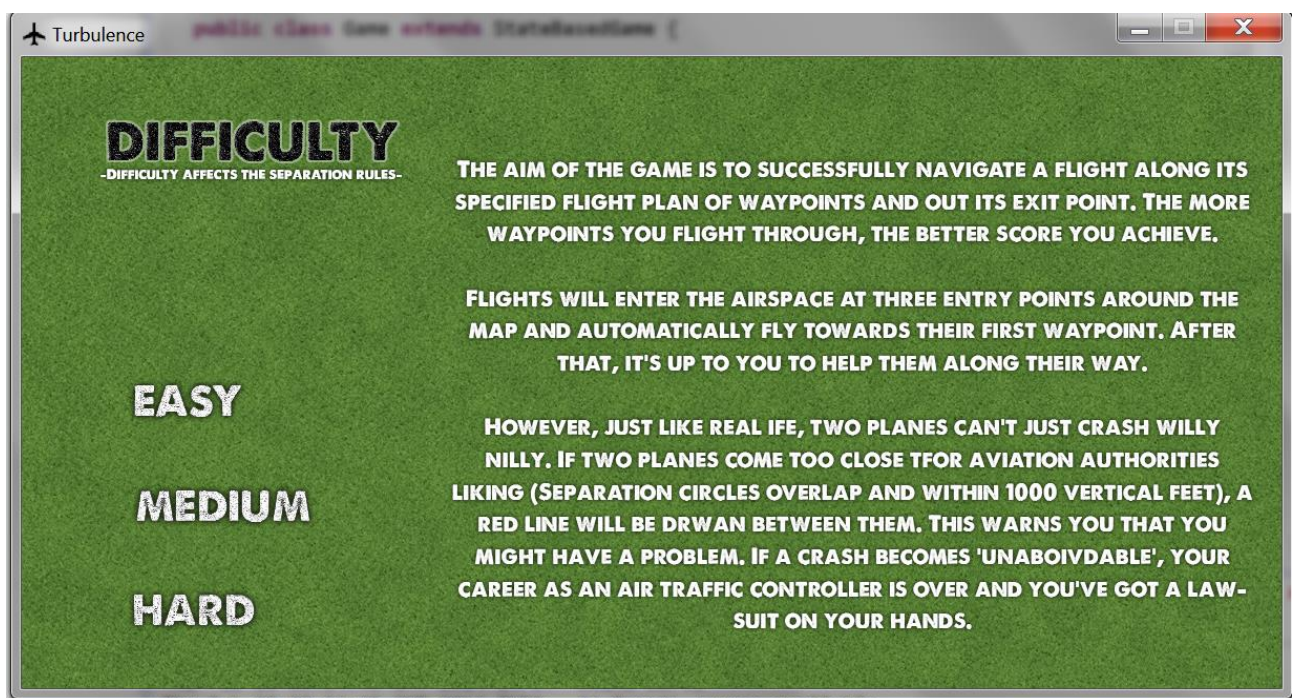 public class Game extends StateBasedGame {
Turbulence
DIFFICULTY
-DIFFICULTY AFFECTS THE SEPARATION RULES-
EASY
MEDIUM
HARD
THE AIM OF THE GAME IS TO SUCCESSFULLY NAVIGATE A FLIGHT ALONG ITS
SPECIFIED FLIGHT PLAN OF WAYPOINTS AND OUT ITS EXIT POINT. THE MORE
WAYPOINTS YOU FLIGHT THROUGH, THE BETTER SCORE YOU ACHIEVE.
FLIGHTS WILL ENTER THE AIRSPACE AT THREE ENTRY POINTS AROUND THE
MAP AND AUTOMATICALLY FLY TOWARDS THEIR FIRST WAYPOINT. AFTER
THAT, IT'S UP TO YOU TO HELP THEM ALONG THEIR WAY.
HOWEVER, JUST LIKE REAL IFE, TWO PLANES CAN'T JUST CRASH WILLY
NILLY. IF TWO PLANES COME TOO CLOSE TFOR AVIATION AUTHORITIES
LIKING (SEPARATION CIRCLES OVERLAP AND WITHIN 1000 VERTICAL FEET), A
RED LINE WILL BE DRWAN BETWEEN THEM. THIS WARNS YOU THAT YOU
MIGHT HAVE A PROBLEM. IF A CRASH BECOMES 'UNABOIVDABLE', YOUR
CAREER AS AN AIR TRAFFIC CONTROLLER IS OVER AND YOU'VE GOT A LAW-
SUIT ON YOUR HANDS.